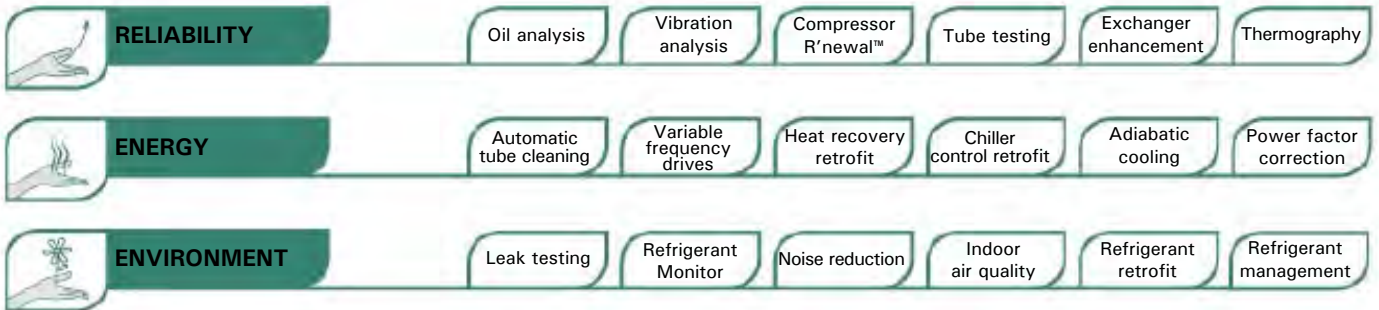 RELIABILITY
Oil analysis
Vibration
analysis
Compressor
R'newal™
Tube testing
Exchanger
enhancement
Thermography
ENERGY
Automatic
tube cleaning
Variable
frequency
drives
Heat recovery
retrofit
Chiller
control retrofit
Adiabatic
cooling
Power factor
correction
ENVIRONMENT
Leak testing
Refrigerant
Monitor
Noise reduction
Indoor
air quality
Refrigerant
retrofit
Refrigerant
management